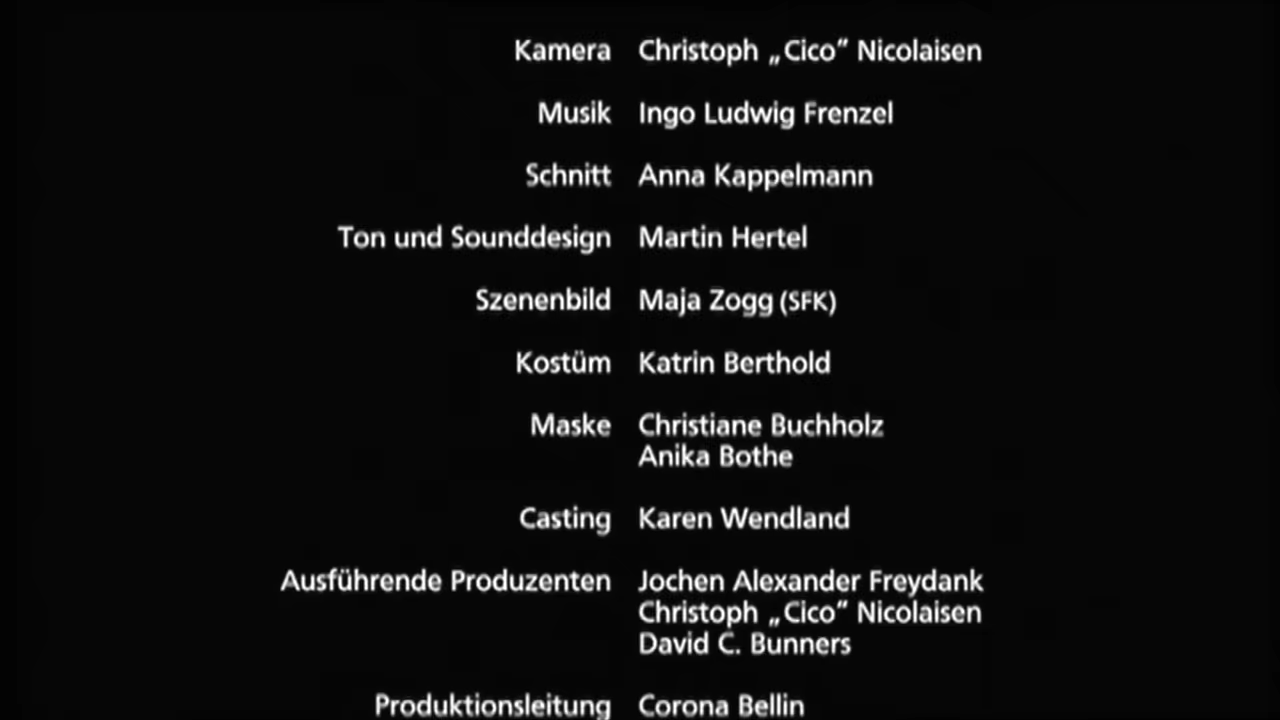 Kamera Christoph „Cico” Nicolaisen
Musik Ingo Ludwig Frenzel
Schnitt Anna Kappelmann
Ton und Sounddesign Martin Hertel
Szenenbild Maja Zogg (SFK)
Kostüm Katrin Berthold
Maske Christiane Buchholz
Anika Bothe
Casting Karen Wendland
Ausführende Produzenten Jochen Alexander Freydank
Christoph „Cico” Nicolaisen
David C. Bunners
Produktionsleitung Corona Bellin